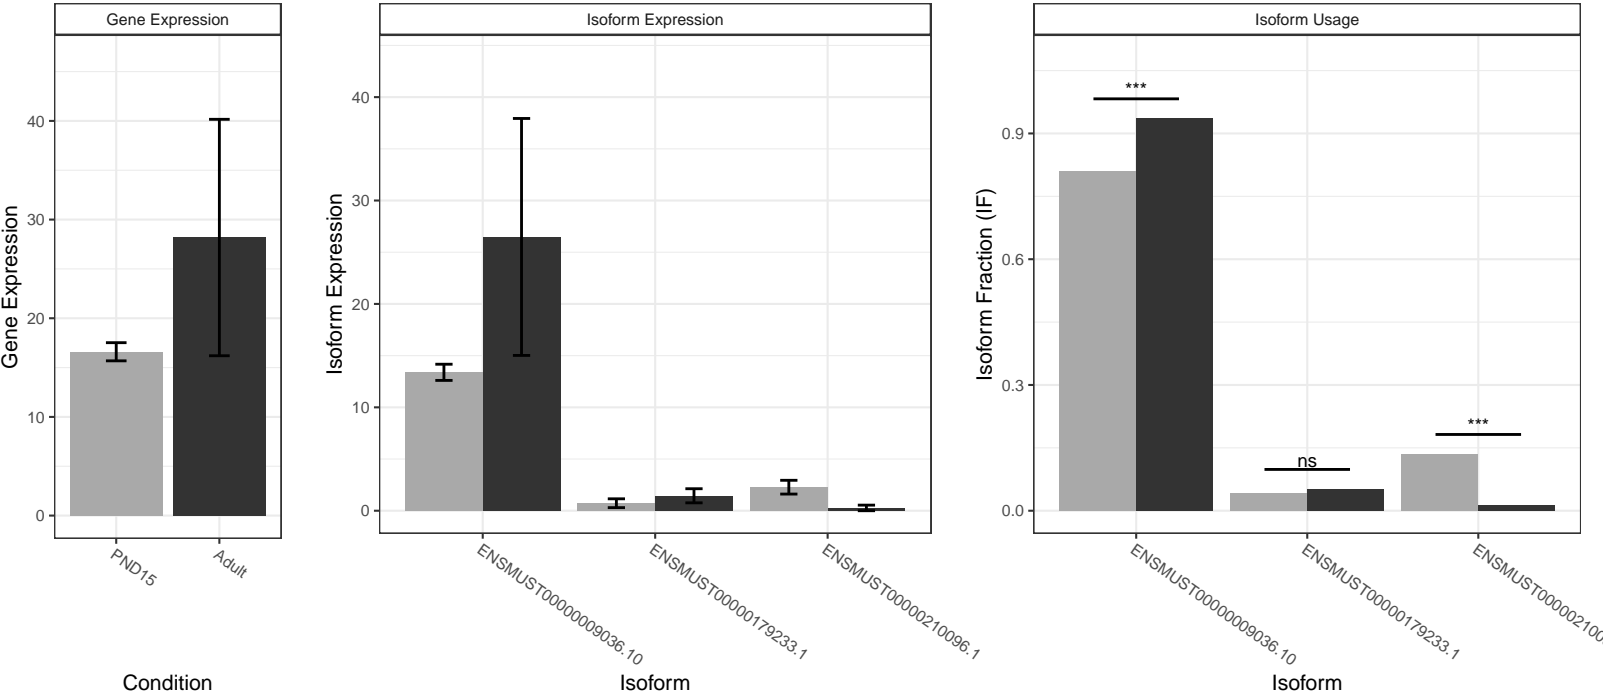 Gene Expression
Isoform Expression
Isoform Usage
Gene Expression
40
30
20
10
0
PND15
Adult
Condition
Isoform Expression
40
30
20
10
0
ENSMUST00000009036.10
ENSMUST00000179233.1
ENSMUST00000210096.1
Isoform
Isoform Fraction (IF)
0.9
0.6
0.3
0.0
***
ns
***
ENSMUST00000009036.10
ENSMUST00000179233.1
ENSMUST00000210
Isoform